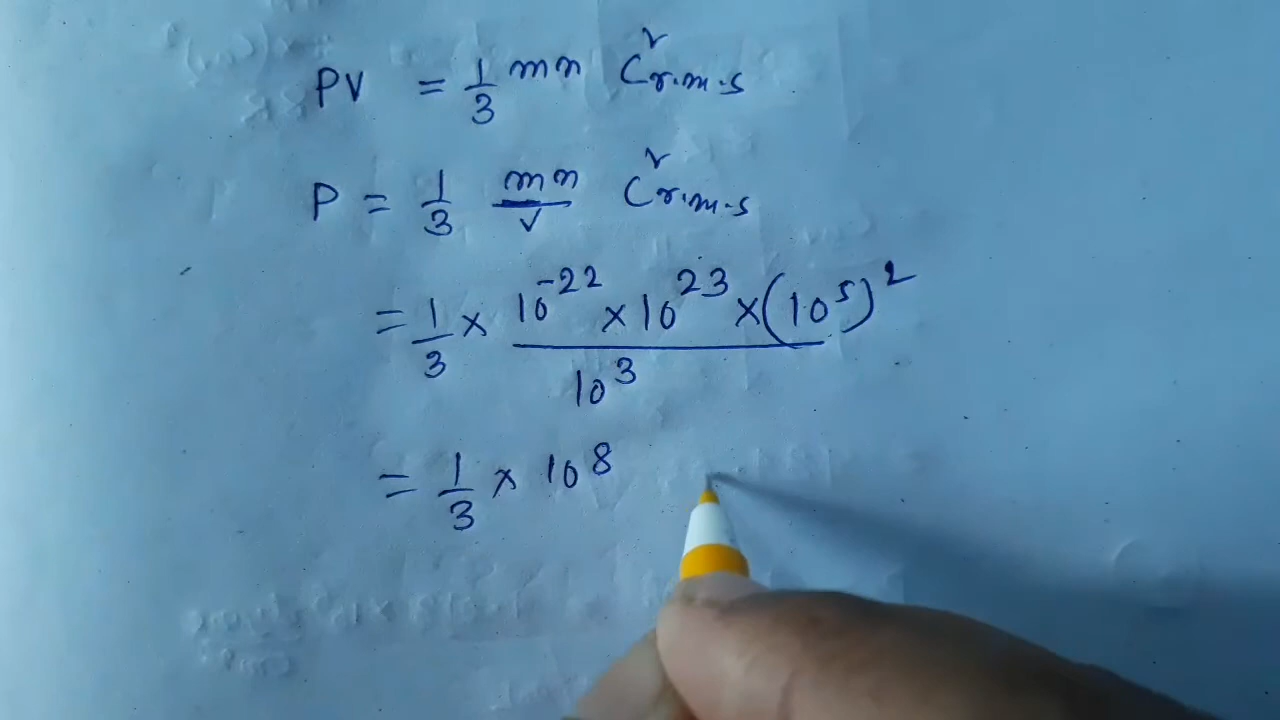 PV = 1/3 mn C²r.m.s
P = 1/3 mn/V C²r.m.s
= 1/3 × 10⁻²² × 10²³ × (10⁵)² / 10³
= 1/3 × 10⁸